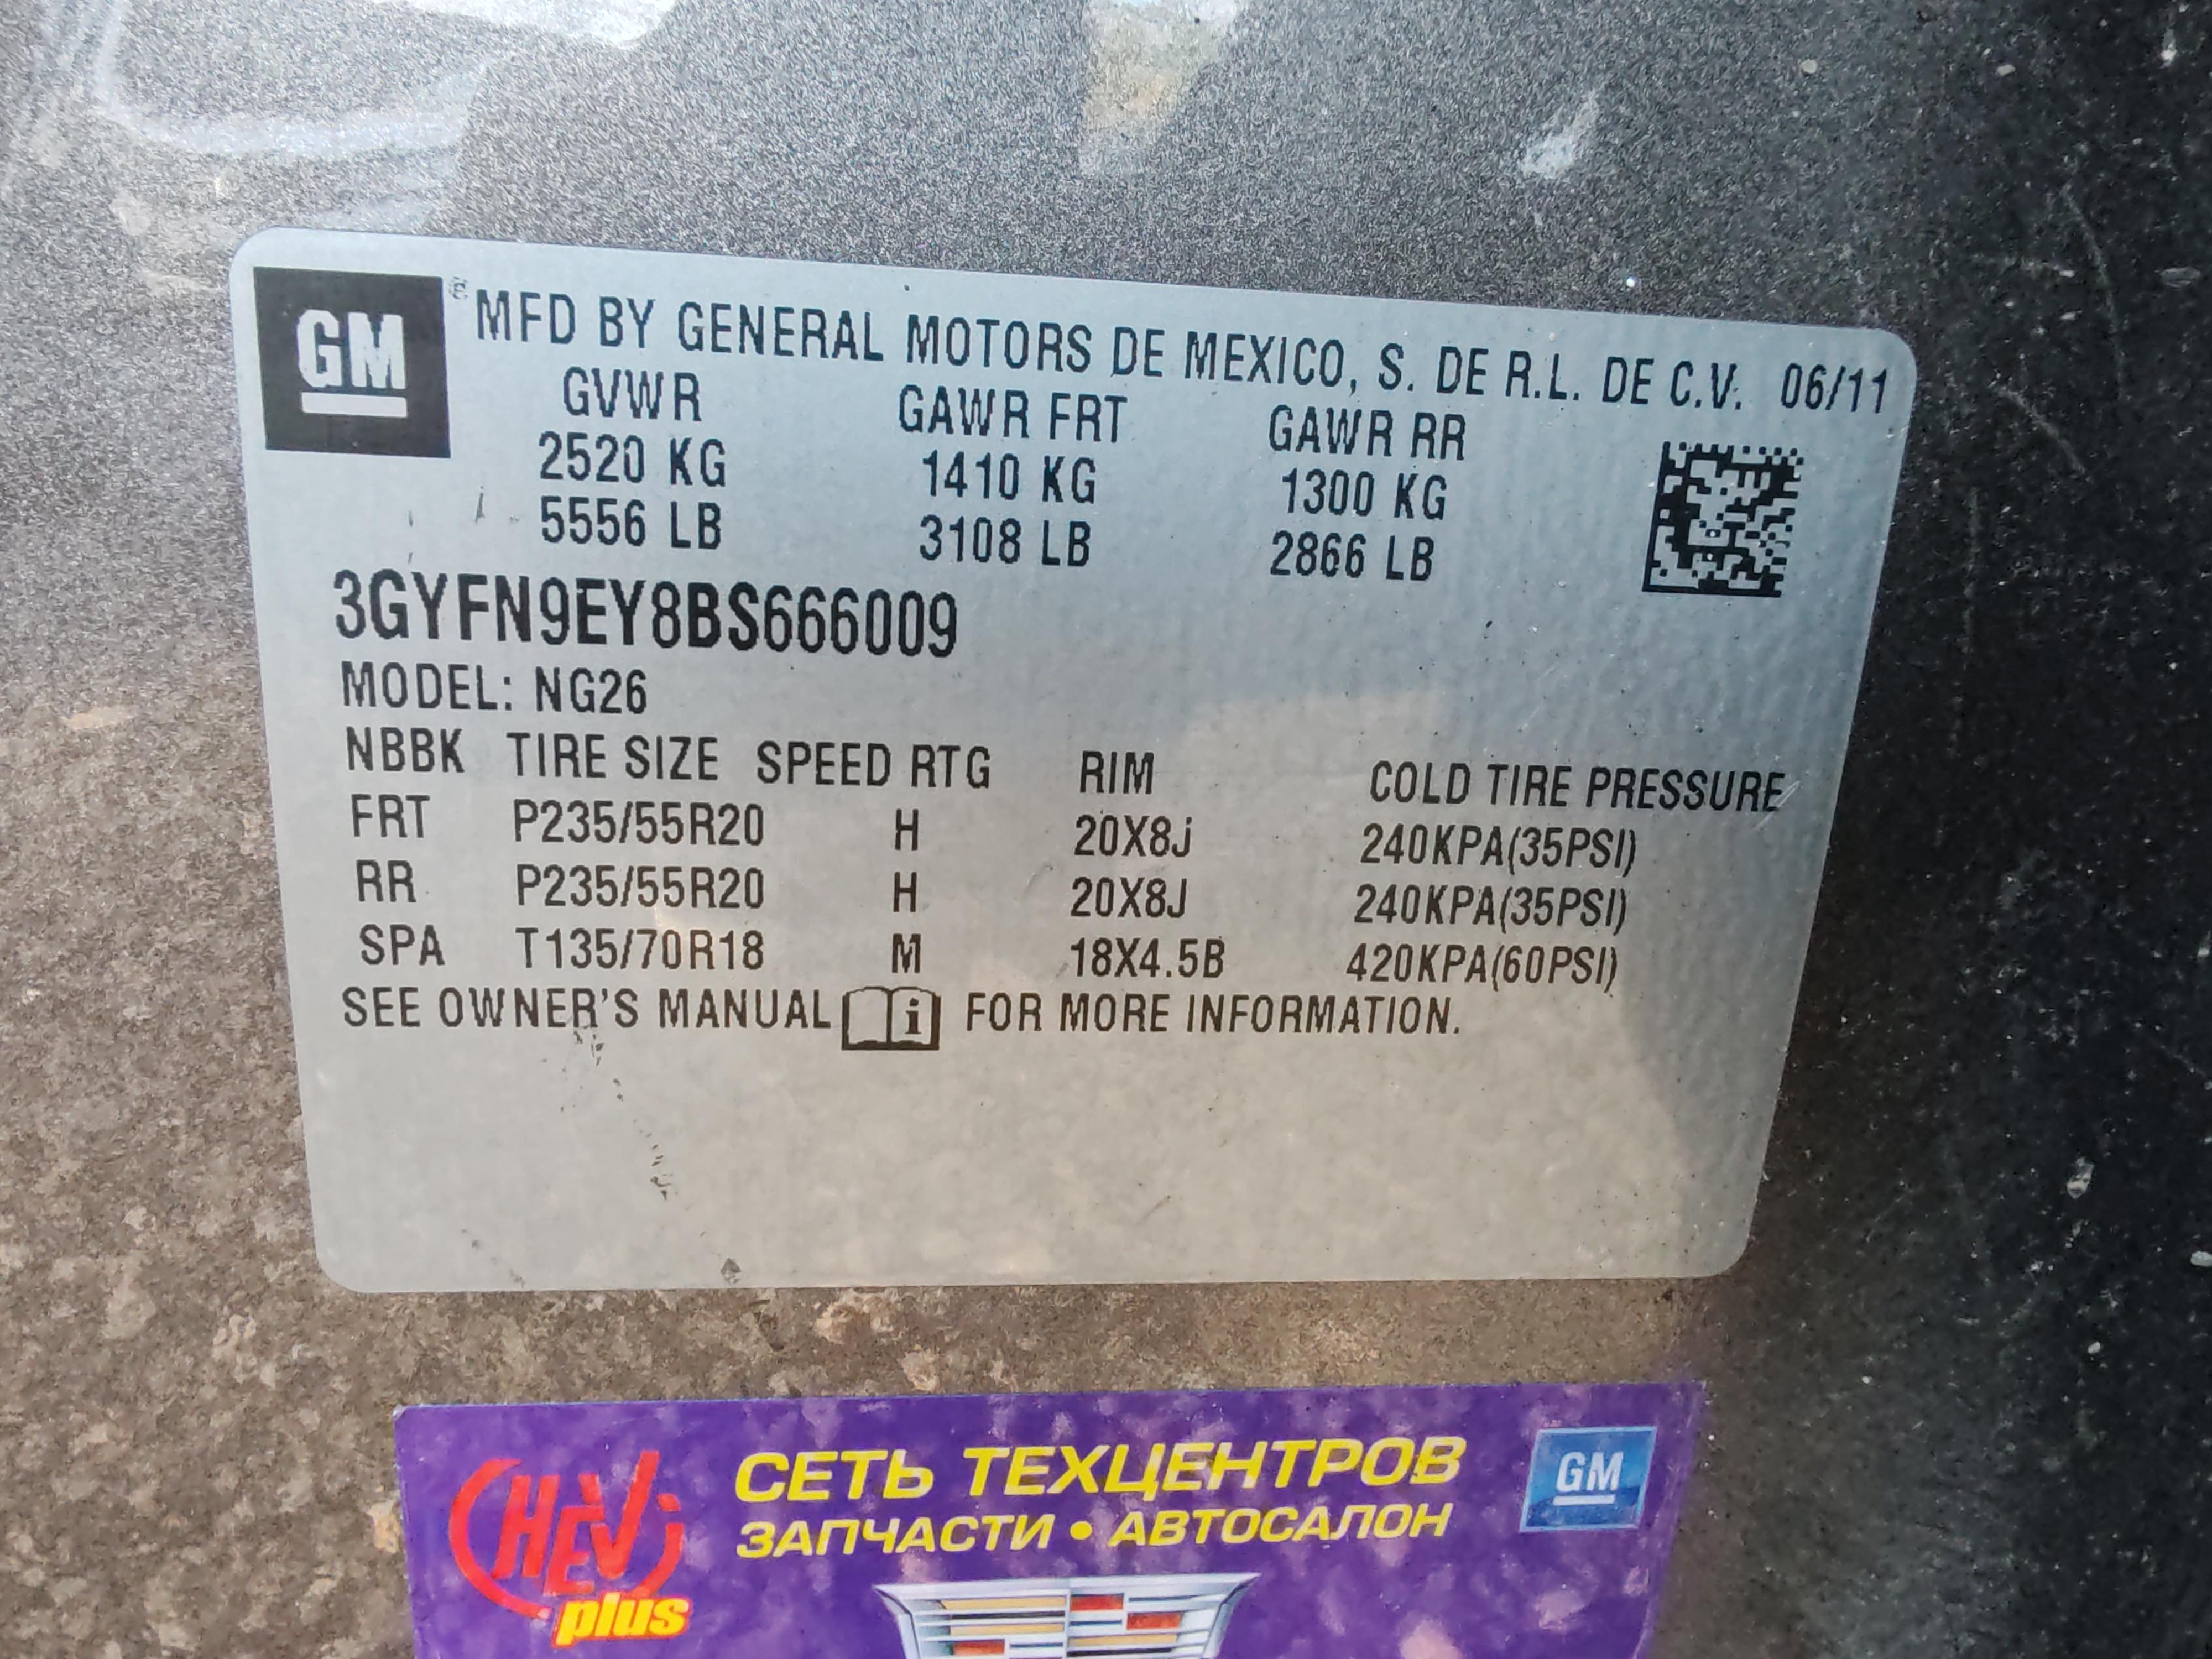 GM
MFD BY GENERAL MOTORS DE MEXICO, S. DE R.L. DE C.V. 06/11
GVWR GAWR FRT GAWR RR
2520 KG 1410 KG 1300 KG
5556 LB 3108 LB 2866 LB
3GYFN9EY8BS666009
MODEL: NG26
NBBK TIRE SIZE SPEED RTG RIM COLD TIRE PRESSURE
FRT P235/55R20 H 20X8J 240KPA(35PSI)
RR P235/55R20 H 20X8J 240KPA(35PSI)
SPA T135/70R18 M 18X4.5B 420KPA(60PSI)
SEE OWNER'S MANUAL i FOR MORE INFORMATION.
CHEVi plus
СЕТЬ ТЕХЦЕНТРОВ
ЗАПЧАСТИ • АВТОСАЛОН
GM